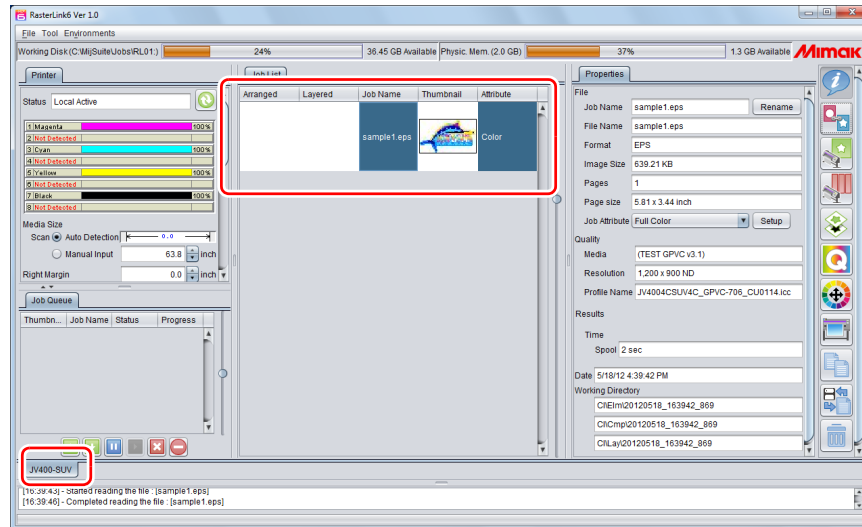 RasterLink6 Ver 1.0
File Tool Environments
Working Disk(C:\MijSuite\Jobs\RL01:) 24% 36.45 GB Available Physic. Mem. (2.0 GB) 37% 1.3 GB Available Mimaki
Printer
Status Local Active
1 Magenta 100%
2 Not Detected
3 Cyan 100%
4 Not Detected
5 Yellow 100%
6 Not Detected
7 Black 100%
8 Not Detected
Media Size
Scan Auto Detection 0.0
Manual Input 63.8 inch
Right Margin 0.0 inch
Job Queue
Thumbn... Job Name Status Progress
JV400-SUV
Job List
Arranged Layered Job Name Thumbnail Attribute
sample1.eps Color
Properties
File
Job Name sample1.eps Rename
File Name sample1.eps
Format EPS
Image Size 639.21 KB
Pages 1
Page size 5.81 x 3.44 inch
Job Attribute Full Color Setup
Quality
Media (TEST GPVC v3.1)
Resolution 1,200 x 900 ND
Profile Name JV4004CSUV4C_GPVC-706_CU0114.icc
Results
Time
Spool 2 sec
Date 5/18/12 4:39:42 PM
Working Directory
CI\Elm\20120518_163942_869
CI\Cmp\20120518_163942_869
CI\Lay\20120518_163942_869
[16:39:43] - Started reading the file : [sample1.eps]
[16:39:46] - Completed reading the file : [sample1.eps]